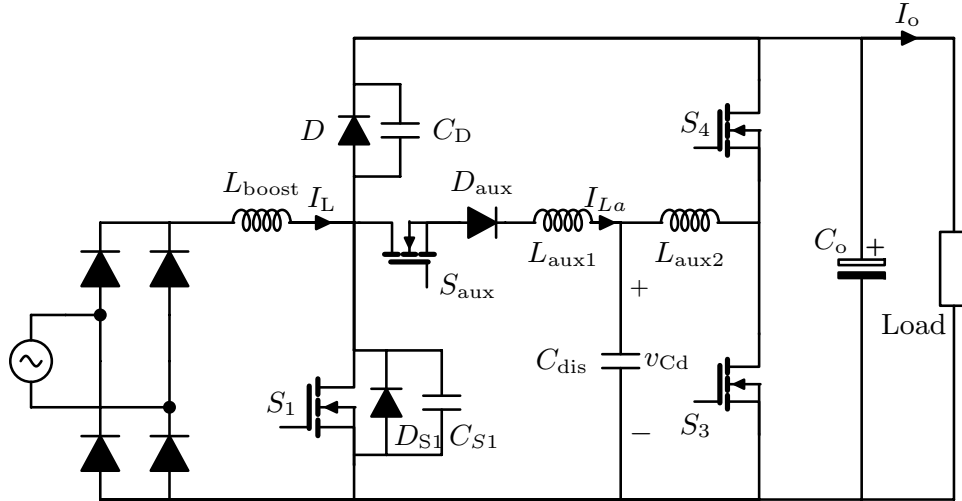 I_o
D
C_D
S_4
L_boost
I_L
D_aux
I_La
L_aux1
L_aux2
C_o
+
S_aux
+
Load
C_dis
v_Cd
S_1
D_S1
C_S1
S_3
−